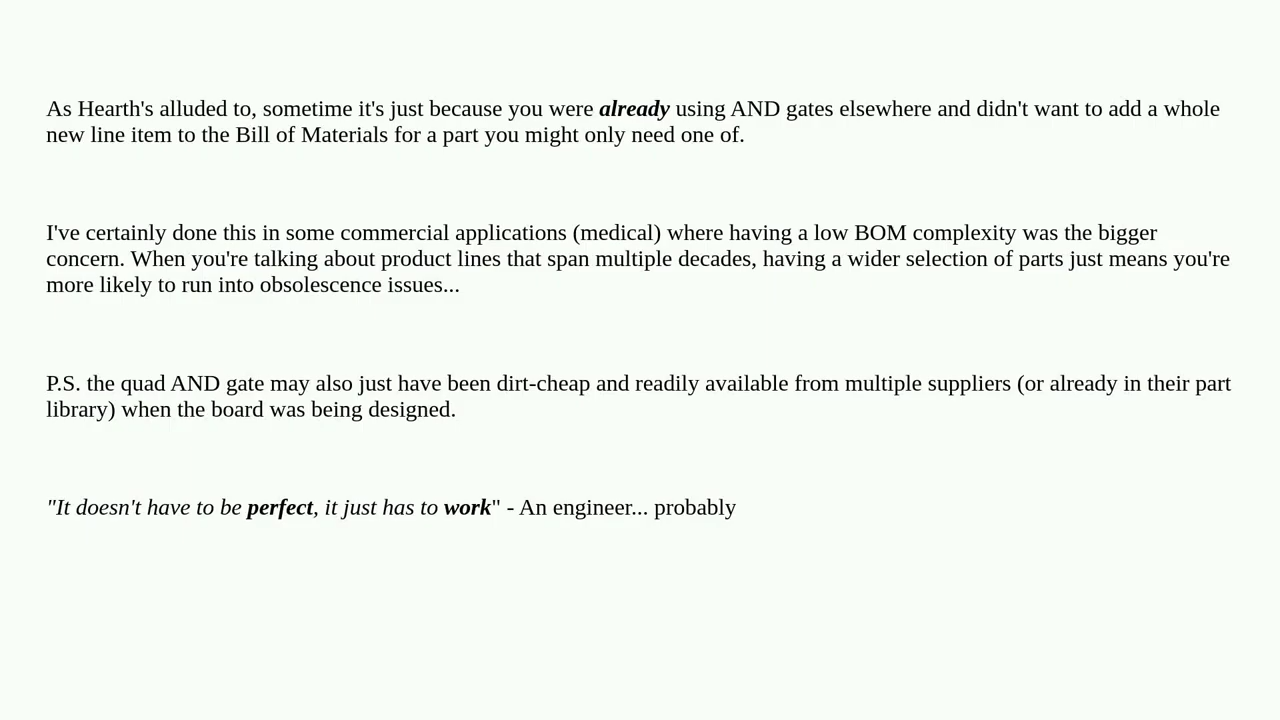 As Hearth's alluded to, sometime it's just because you were already using AND gates elsewhere and didn't want to add a whole
new line item to the Bill of Materials for a part you might only need one of.
I've certainly done this in some commercial applications (medical) where having a low BOM complexity was the bigger
concern. When you're talking about product lines that span multiple decades, having a wider selection of parts just means you're
more likely to run into obsolescence issues...
P.S. the quad AND gate may also just have been dirt-cheap and readily available from multiple suppliers (or already in their part
library) when the board was being designed.
"It doesn't have to be perfect, it just has to work" - An engineer... probably